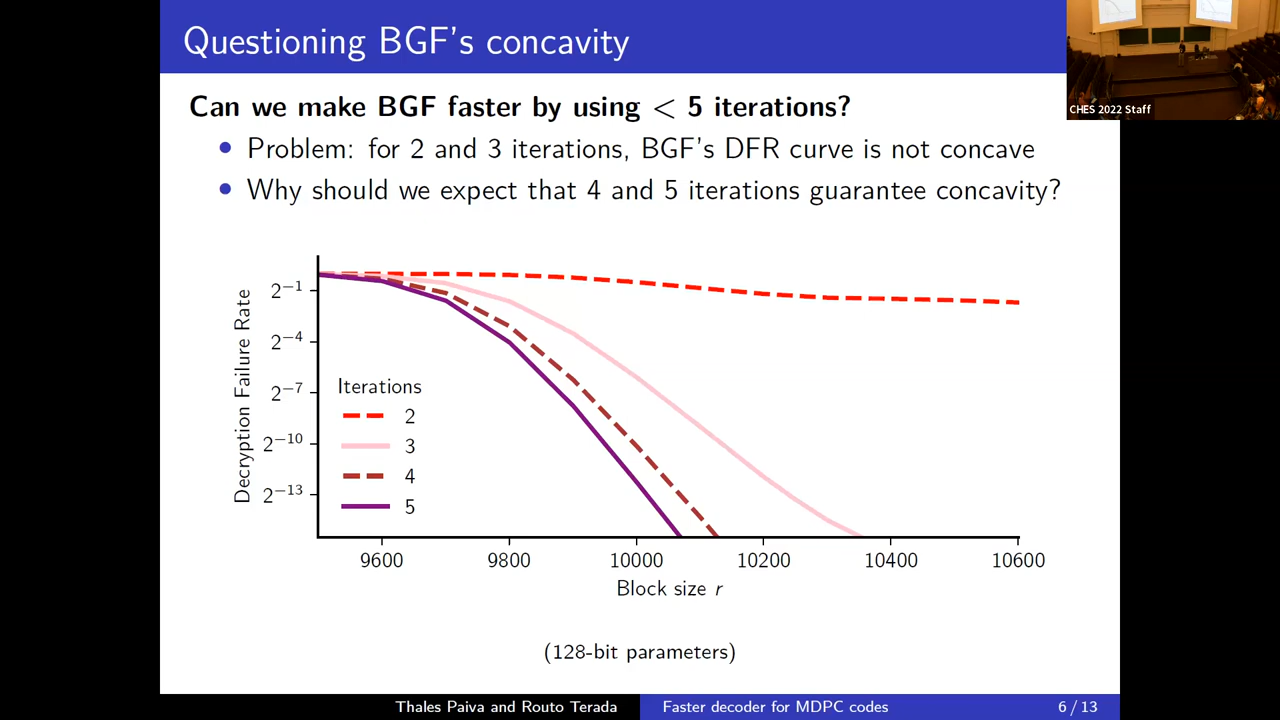 Questioning BGF's concavity
CHES 2022 Staff
Can we make BGF faster by using < 5 iterations?
• Problem: for 2 and 3 iterations, BGF's DFR curve is not concave
• Why should we expect that 4 and 5 iterations guarantee concavity?
Decryption Failure Rate
2⁻¹
2⁻⁴
2⁻⁷
2⁻¹⁰
2⁻¹³
Iterations
2
3
4
5
9600 9800 10000 10200 10400 10600
Block size r
(128-bit parameters)
Thales Paiva and Routo Terada Faster decoder for MDPC codes 6 / 13